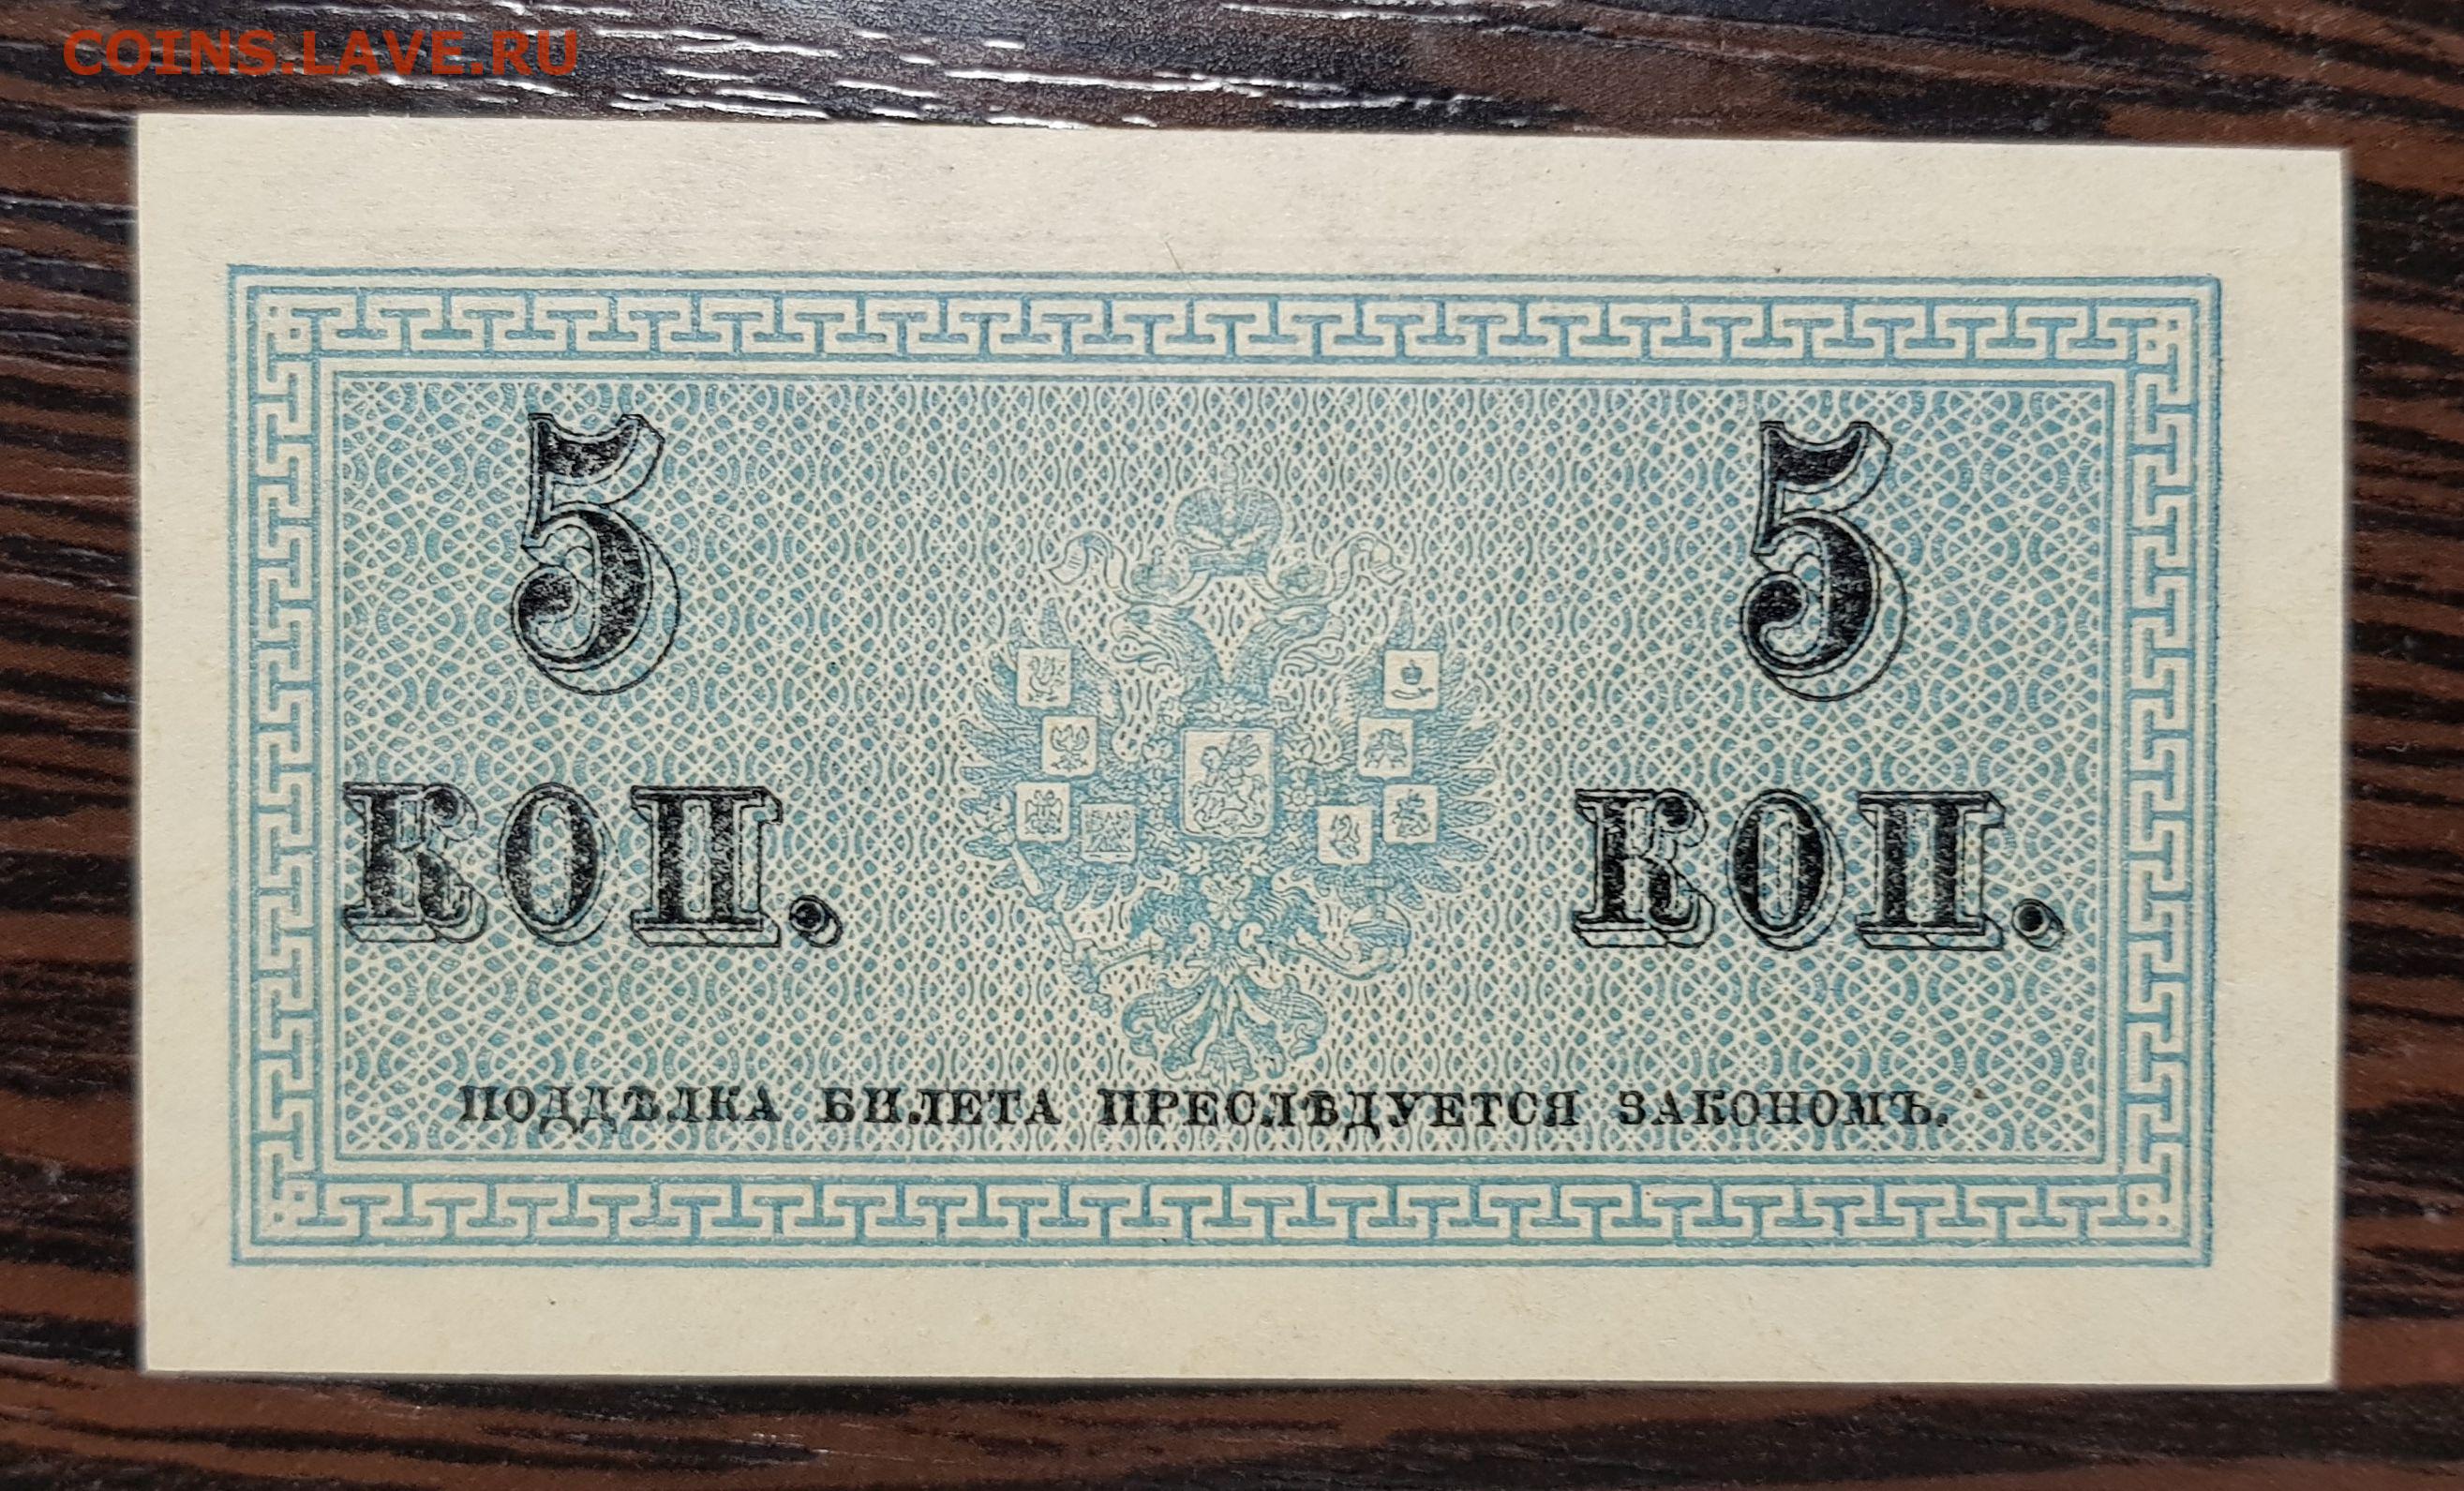 COINS.LAVE.RU
5 5
КОП. КОП.
ПОДДѢЛКА БИЛЕТА ПРЕСЛѢДУЕТСЯ ЗАКОНОМЪ.